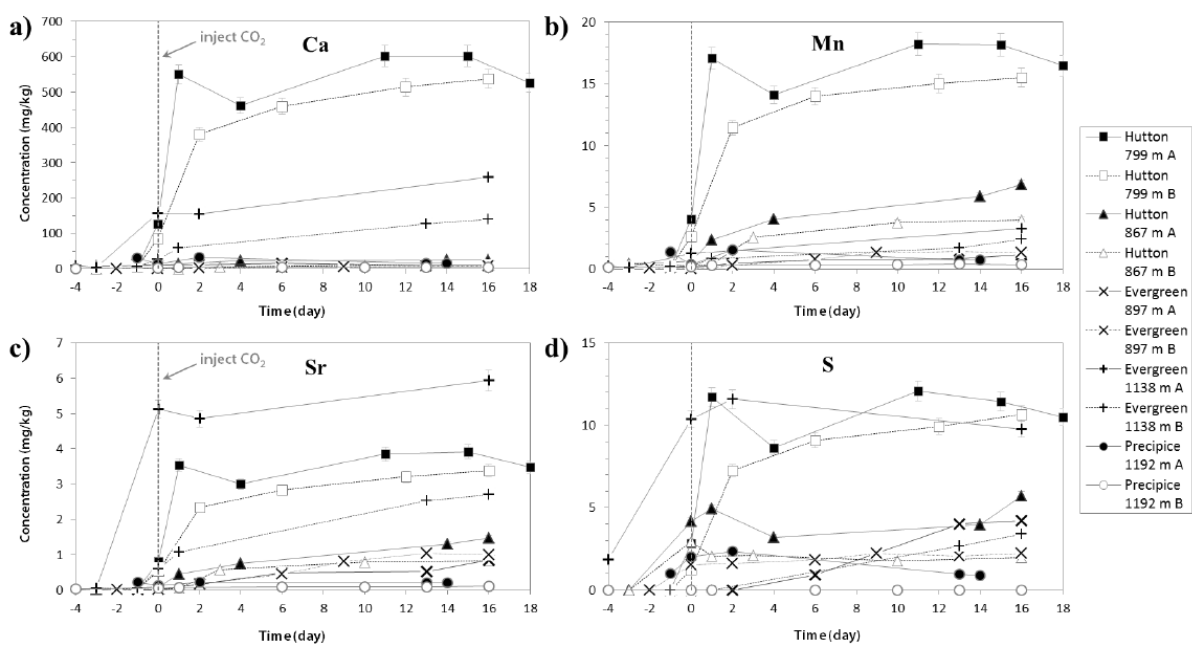 a)
inject CO₂
Ca
Concentration (mg/kg)
700
600
500
400
300
200
100
0
-4 -2 0 2 4 6 8 10 12 14 16 18
Time (day)
b)
Mn
20
15
10
5
0
-4 -2 0 2 4 6 8 10 12 14 16 18
Time (day)
c)
inject CO₂
Sr
Concentration (mg/kg)
7
6
5
4
3
2
1
0
-4 -2 0 2 4 6 8 10 12 14 16 18
Time (day)
d)
S
15
10
5
0
-4 -2 0 2 4 6 8 10 12 14 16 18
Time (day)
Hutton
799 m A
Hutton
799 m B
Hutton
867 m A
Hutton
867 m B
Evergreen
897 m A
Evergreen
897 m B
Evergreen
1138 m A
Evergreen
1138 m B
Precipice
1192 m A
Precipice
1192 m B